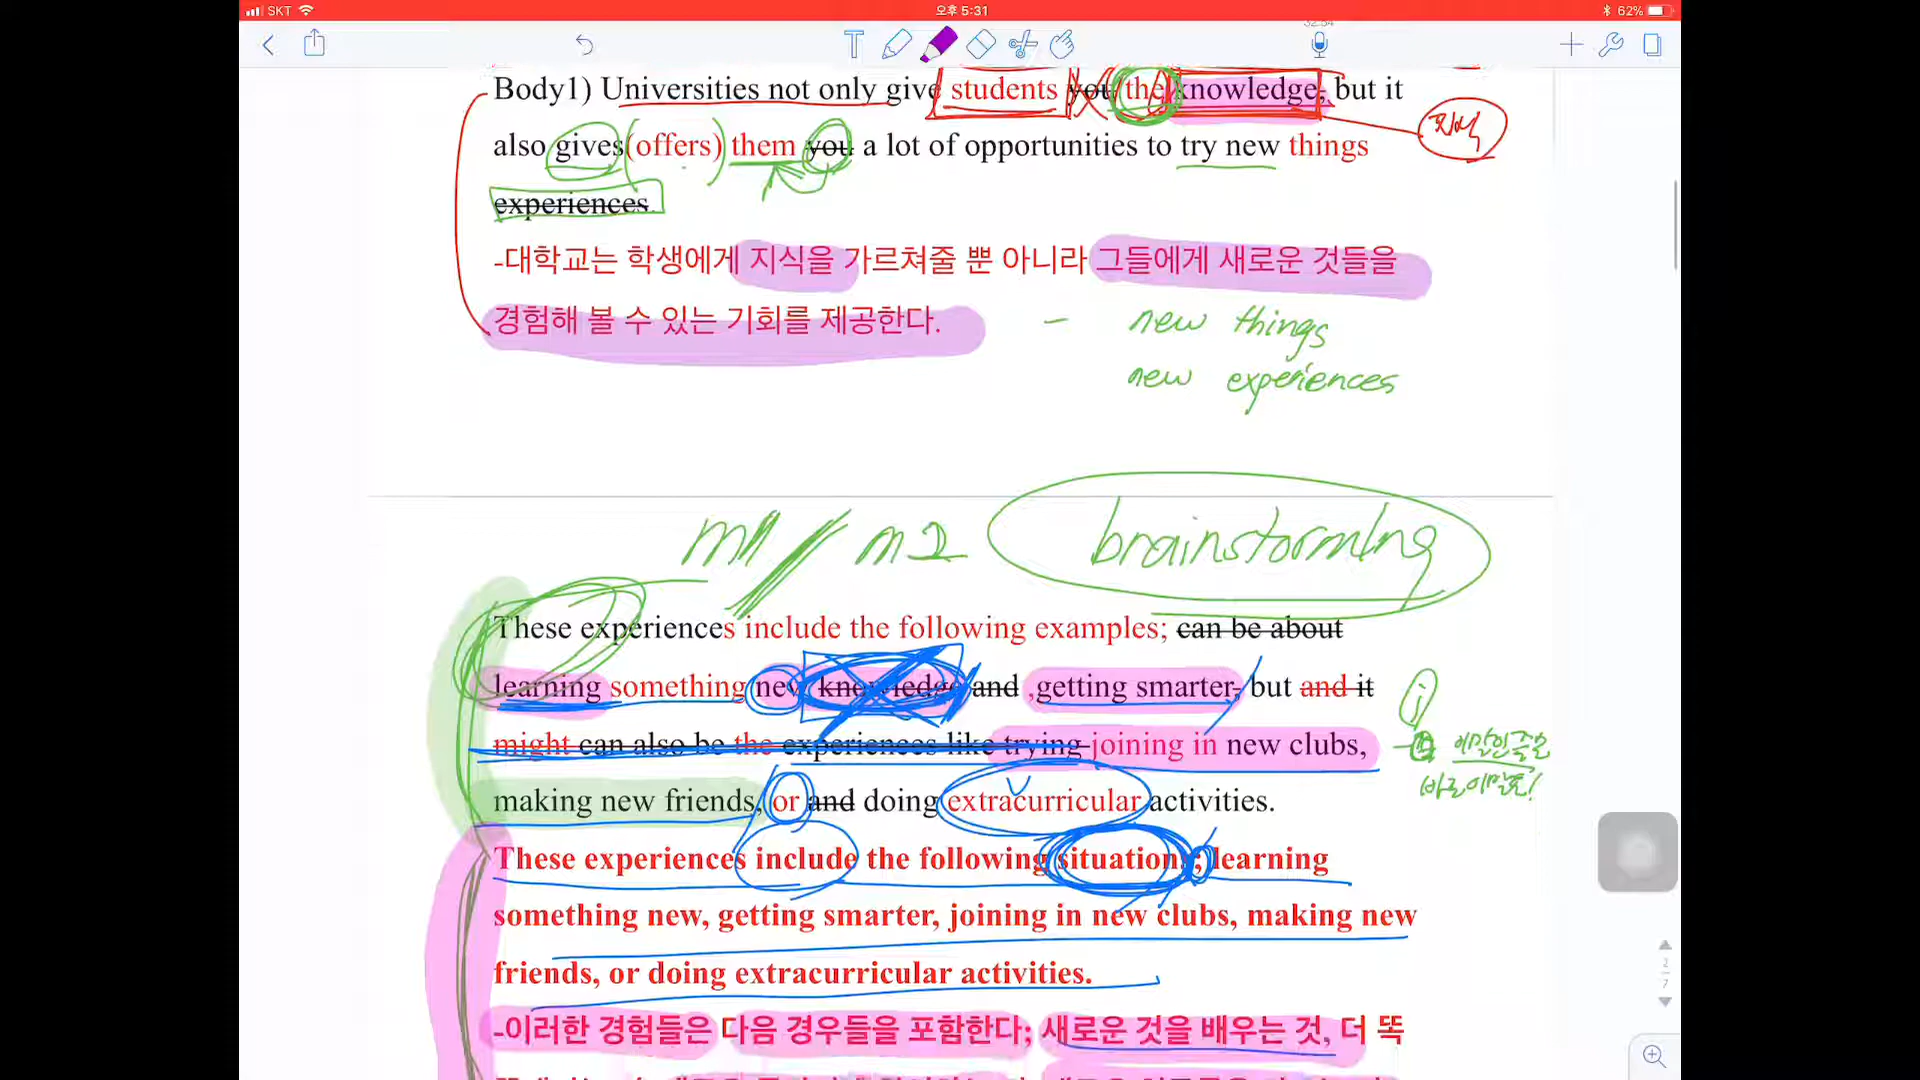 SKT
오후 5:31
62%
Body1) Universities not only give students you the knowledge, but it
지식
also gives(offers) them you a lot of opportunities to try new things
experiences.
-대학교는 학생에게 지식을 가르쳐줄 뿐 아니라 그들에게 새로운 것들을
경험해 볼 수 있는 기회를 제공한다.
- new things
new experiences
m1 / m2 brainstorming
These experiences include the following examples; can be about
learning something new knowledge and ,getting smarter, but and it
might can also be the experiences like trying joining in new clubs,
making new friends, or and doing extracurricular activities.
These experiences include the following situations; learning
something new, getting smarter, joining in new clubs, making new
friends, or doing extracurricular activities.
-이러한 경험들은 다음 경우들을 포함한다; 새로운 것을 배우는 것, 더 똑
2
7